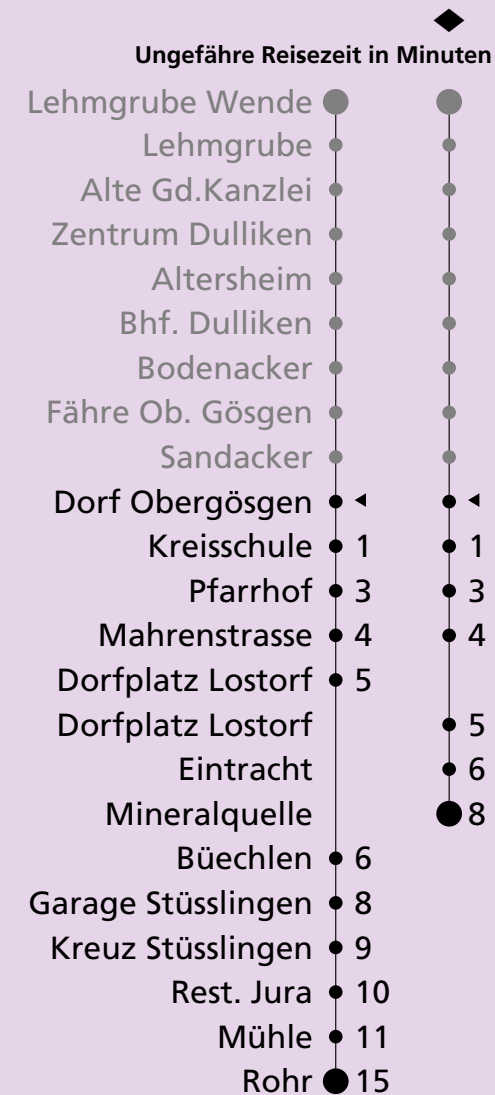 Ungefähre Reisezeit in Minuten
Lehmgrube Wende
Lehmgrube
Alte Gd.Kanzlei
Zentrum Dulliken
Altersheim
Bhf. Dulliken
Bodenacker
Fähre Ob. Gösgen
Sandacker
Dorf Obergösgen
Kreisschule 1 1
Pfarrhof 3 3
Mahrenstrasse 4 4
Dorfplatz Lostorf 5
Dorfplatz Lostorf 5
Eintracht 6
Mineralquelle 8
Büechlen 6
Garage Stüsslingen 8
Kreuz Stüsslingen 9
Rest. Jura 10
Mühle 11
Rohr 15